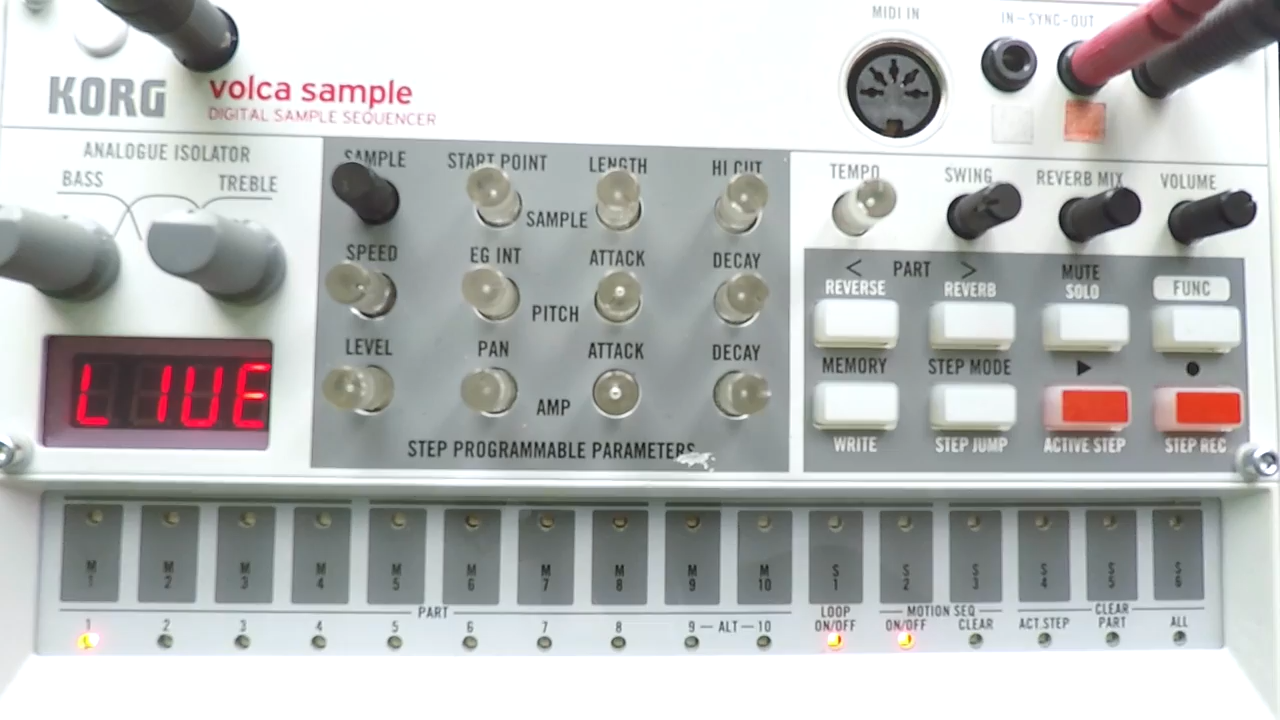 MIDI IN
IN-SYNC-OUT
KORG
volca sample
DIGITAL SAMPLE SEQUENCER
ANALOGUE ISOLATOR
BASS
TREBLE
SAMPLE
START POINT
LENGTH
HI CUT
SAMPLE
TEMPO
SWING
REVERB MIX
VOLUME
SPEED
EG INT
ATTACK
DECAY
PITCH
< PART >
MUTE
REVERSE
REVERB
SOLO
FUNC
LEVEL
PAN
ATTACK
DECAY
AMP
MEMORY
STEP MODE
WRITE
STEP JUMP
ACTIVE STEP
STEP REC
L IUE
STEP PROGRAMMABLE PARAMETERS
M 1
M 2
M 3
M 4
M 5
M 6
M 7
M 8
M 9
M 10
S 1
S 2
S 3
S 4
S 5
S 6
PART
LOOP
MOTION SEQ
CLEAR
1
2
3
4
5
6
7
8
9 - ALT - 10
ON/OFF
ON/OFF
CLEAR
ACT.STEP
PART
ALL